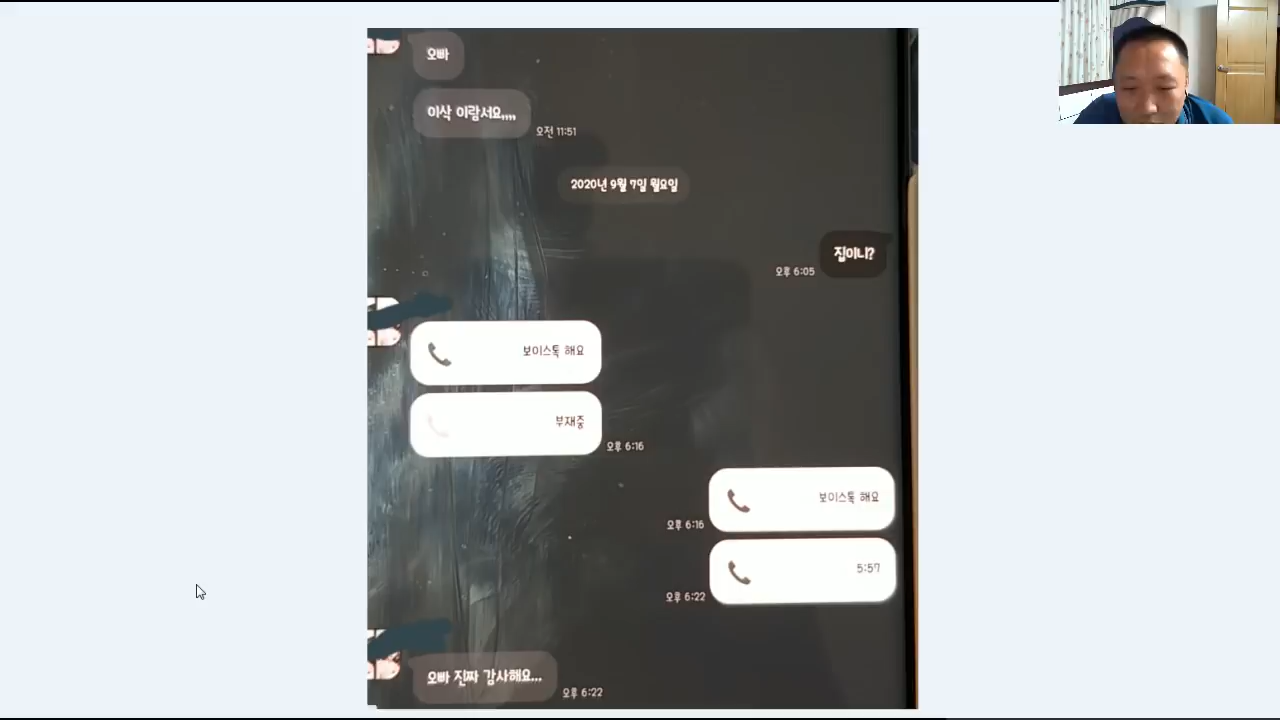 오빠
이삭 이람서요,,,,
오전 11:51
2020년 9월 7일 월요일
집이니?
오후 6:05
보이스톡 해요
부재중
오후 6:16
보이스톡 해요
오후 6:16
5:57
오후 6:22
오빠 진짜 감사해요...
오후 6:22